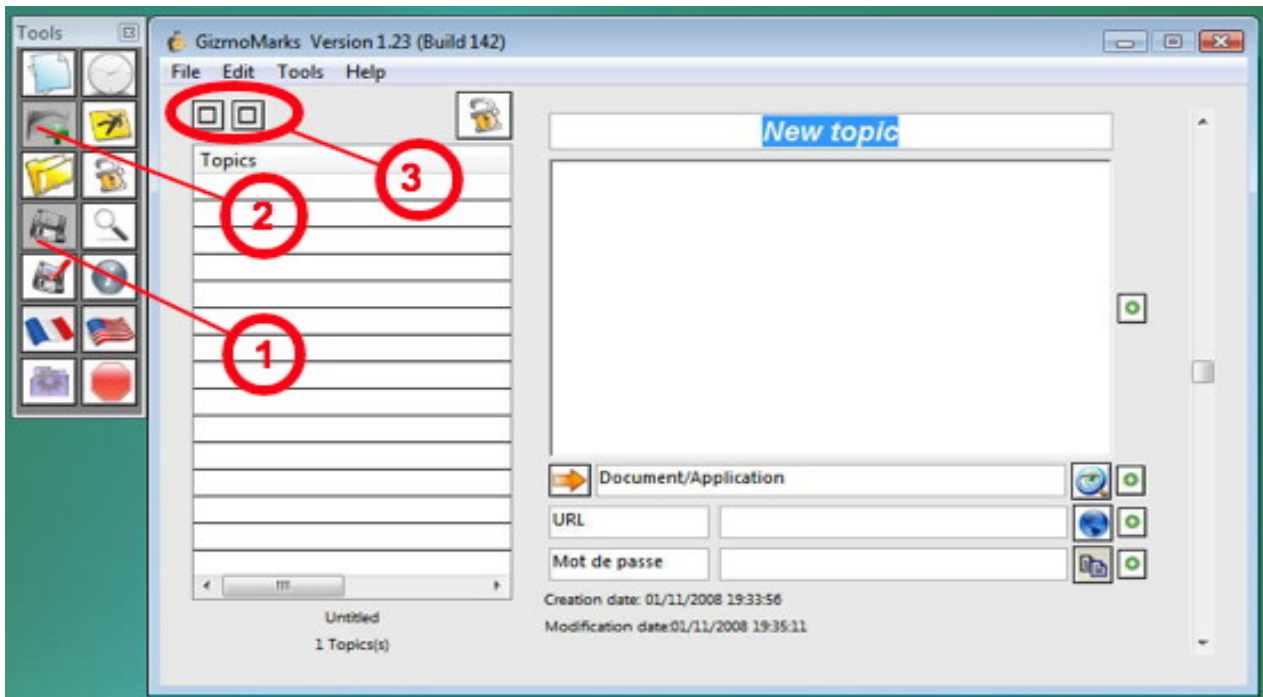 Tools
GizmoMarks Version 1.23 (Build 142)
File Edit Tools Help
Topics
3
2
1
New topic
Document/Application
URL
Mot de passe
Creation date: 01/11/2008 19:33:56
Modification date:01/11/2008 19:35:11
Untitled
1 Topics(s)